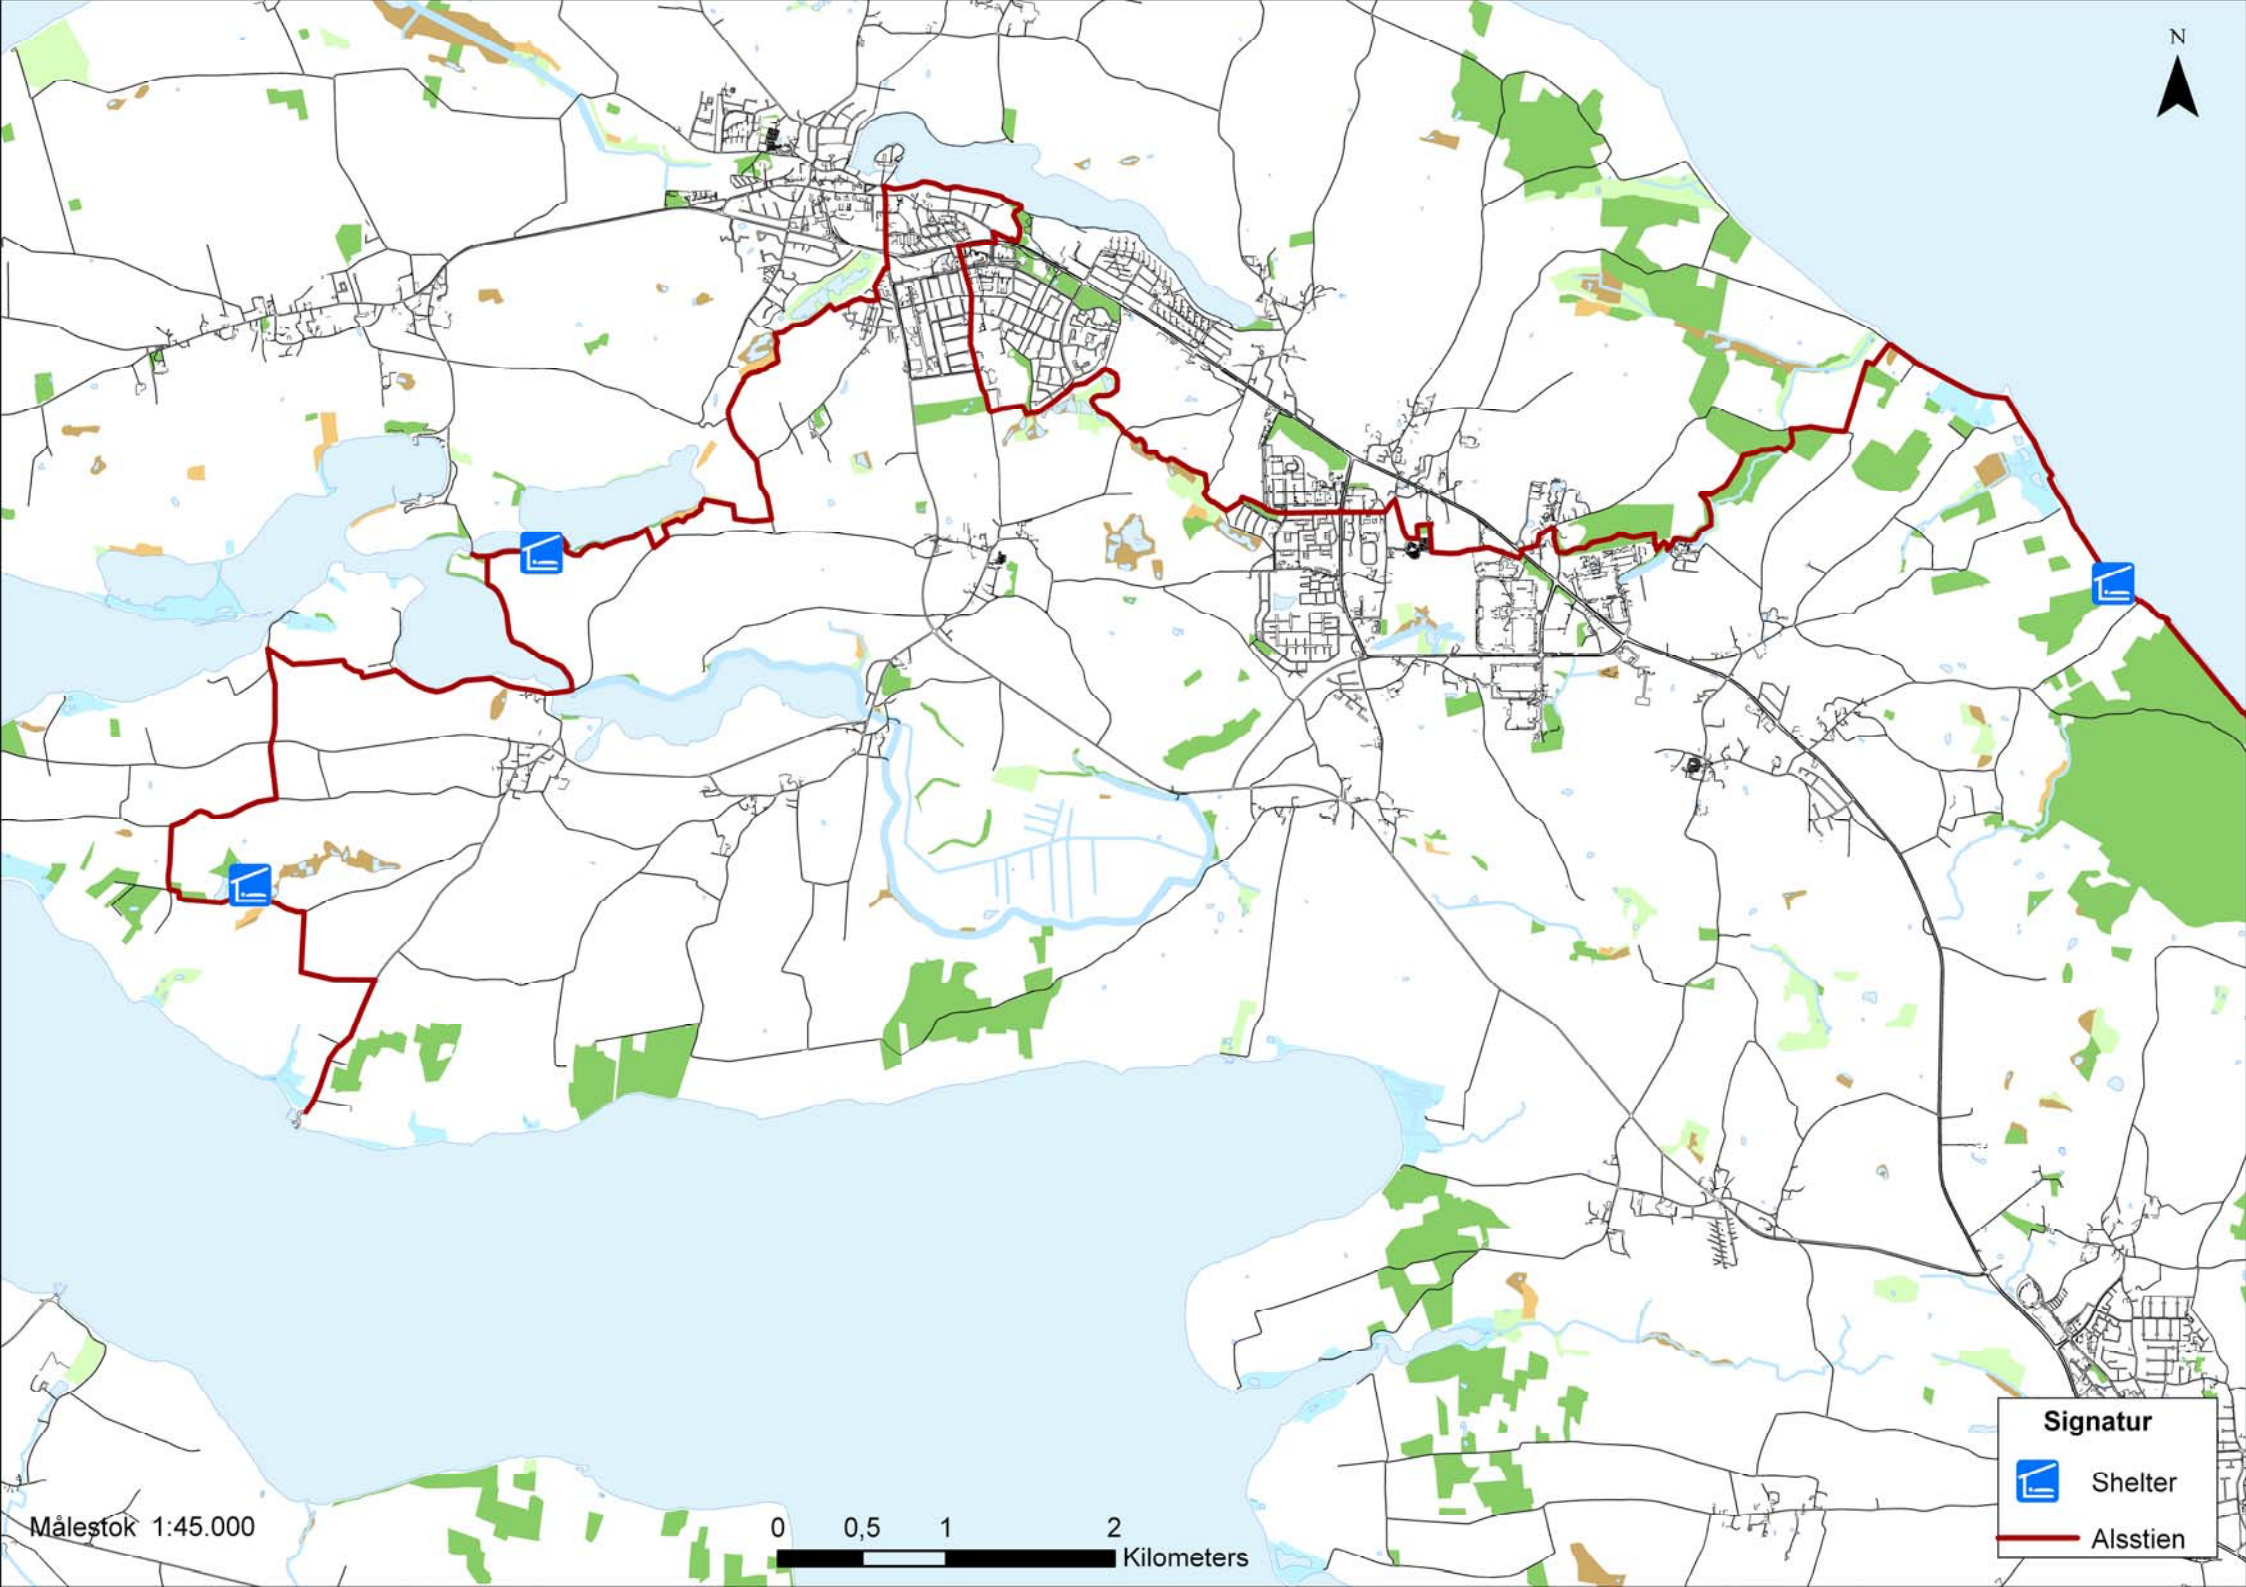 N
Signatur
Shelter
Alsstien
Målestok 1:45.000
0 0,5 1 2
Kilometers